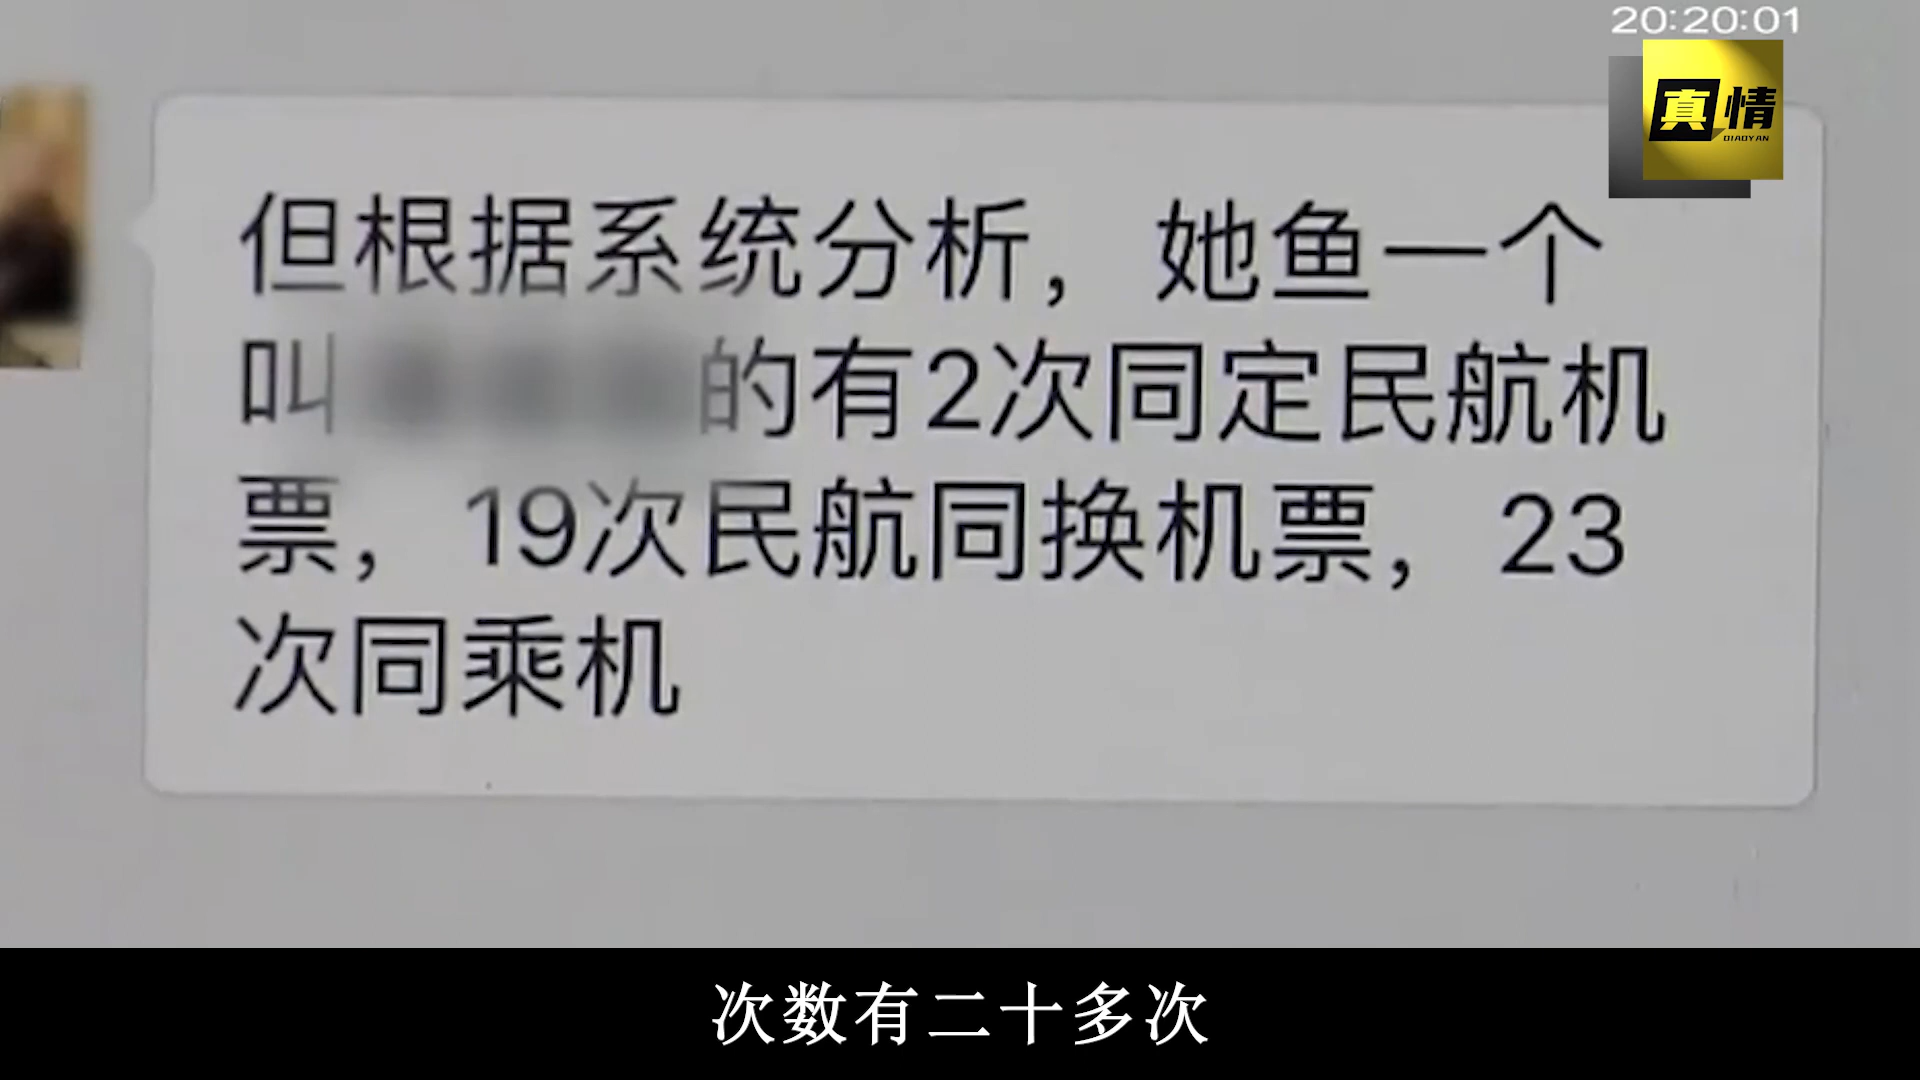 20:20:01
真情
DIAOYAN
但根据系统分析，她鱼一个
叫
的有2次同定民航机
票，19次民航同换机票，23
次同乘机
次数有二十多次